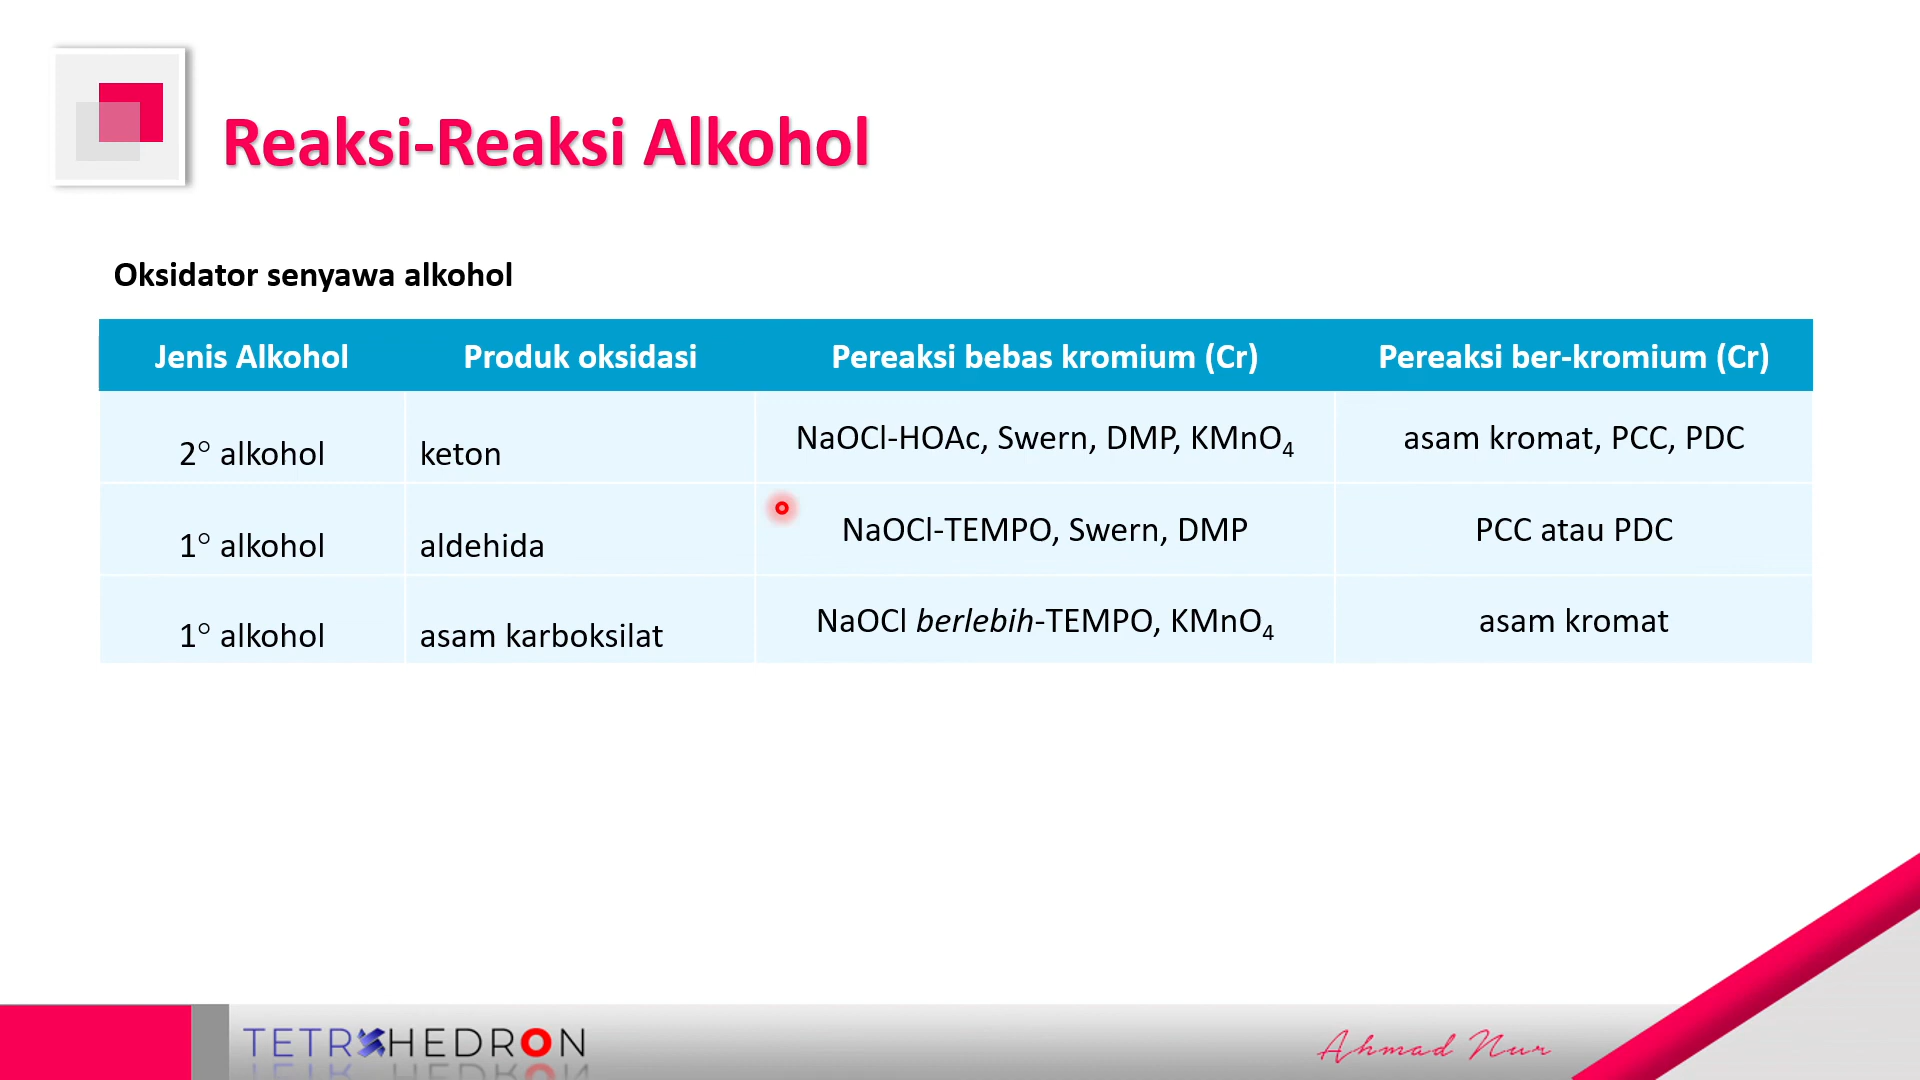 Reaksi-Reaksi Alkohol
Oksidator senyawa alkohol
Jenis Alkohol Produk oksidasi Pereaksi bebas kromium (Cr) Pereaksi ber-kromium (Cr)
2° alkohol keton NaOCl-HOAc, Swern, DMP, KMnO₄ asam kromat, PCC, PDC
1° alkohol aldehida NaOCl-TEMPO, Swern, DMP PCC atau PDC
1° alkohol asam karboksilat NaOCl berlebih-TEMPO, KMnO₄ asam kromat
TETRHEDRON Ahmad Nur